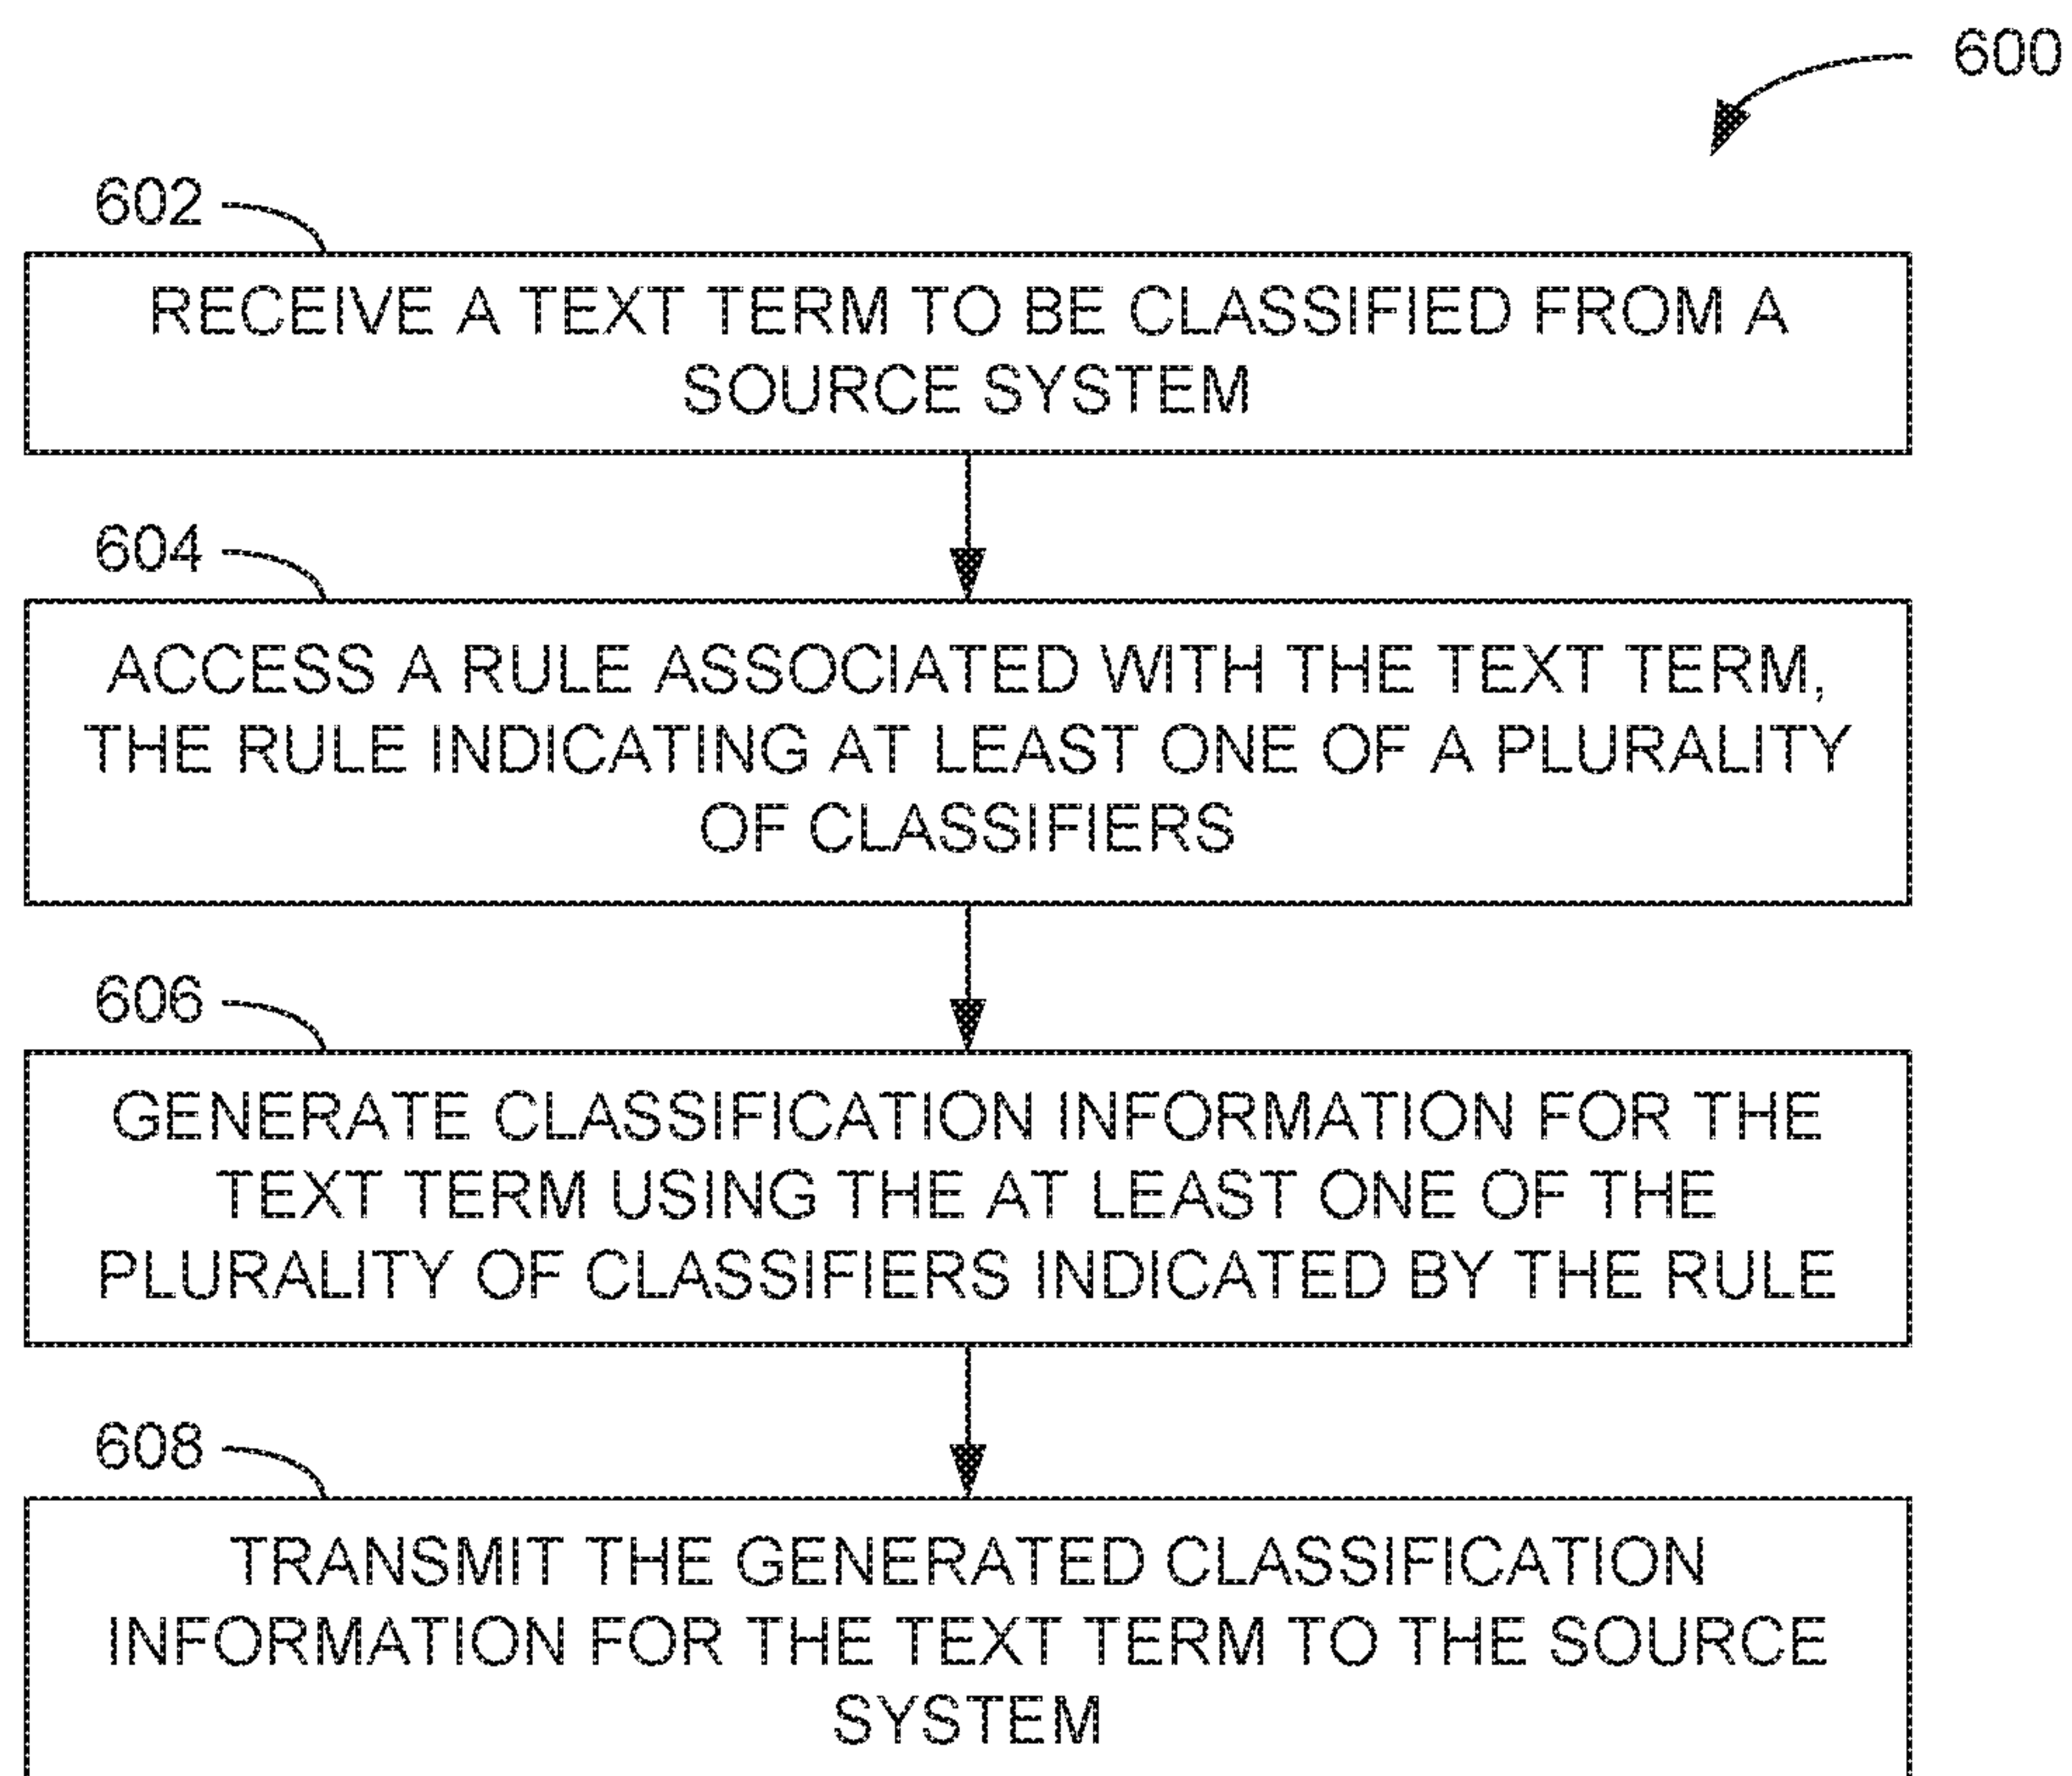 600
602
RECEIVE A TEXT TERM TO BE CLASSIFIED FROM A
SOURCE SYSTEM
604
ACCESS A RULE ASSOCIATED WITH THE TEXT TERM,
THE RULE INDICATING AT LEAST ONE OF A PLURALITY
OF CLASSIFIERS
606
GENERATE CLASSIFICATION INFORMATION FOR THE
TEXT TERM USING THE AT LEAST ONE OF THE
PLURALITY OF CLASSIFIERS INDICATED BY THE RULE
608
TRANSMIT THE GENERATED CLASSIFICATION
INFORMATION FOR THE TEXT TERM TO THE SOURCE
SYSTEM